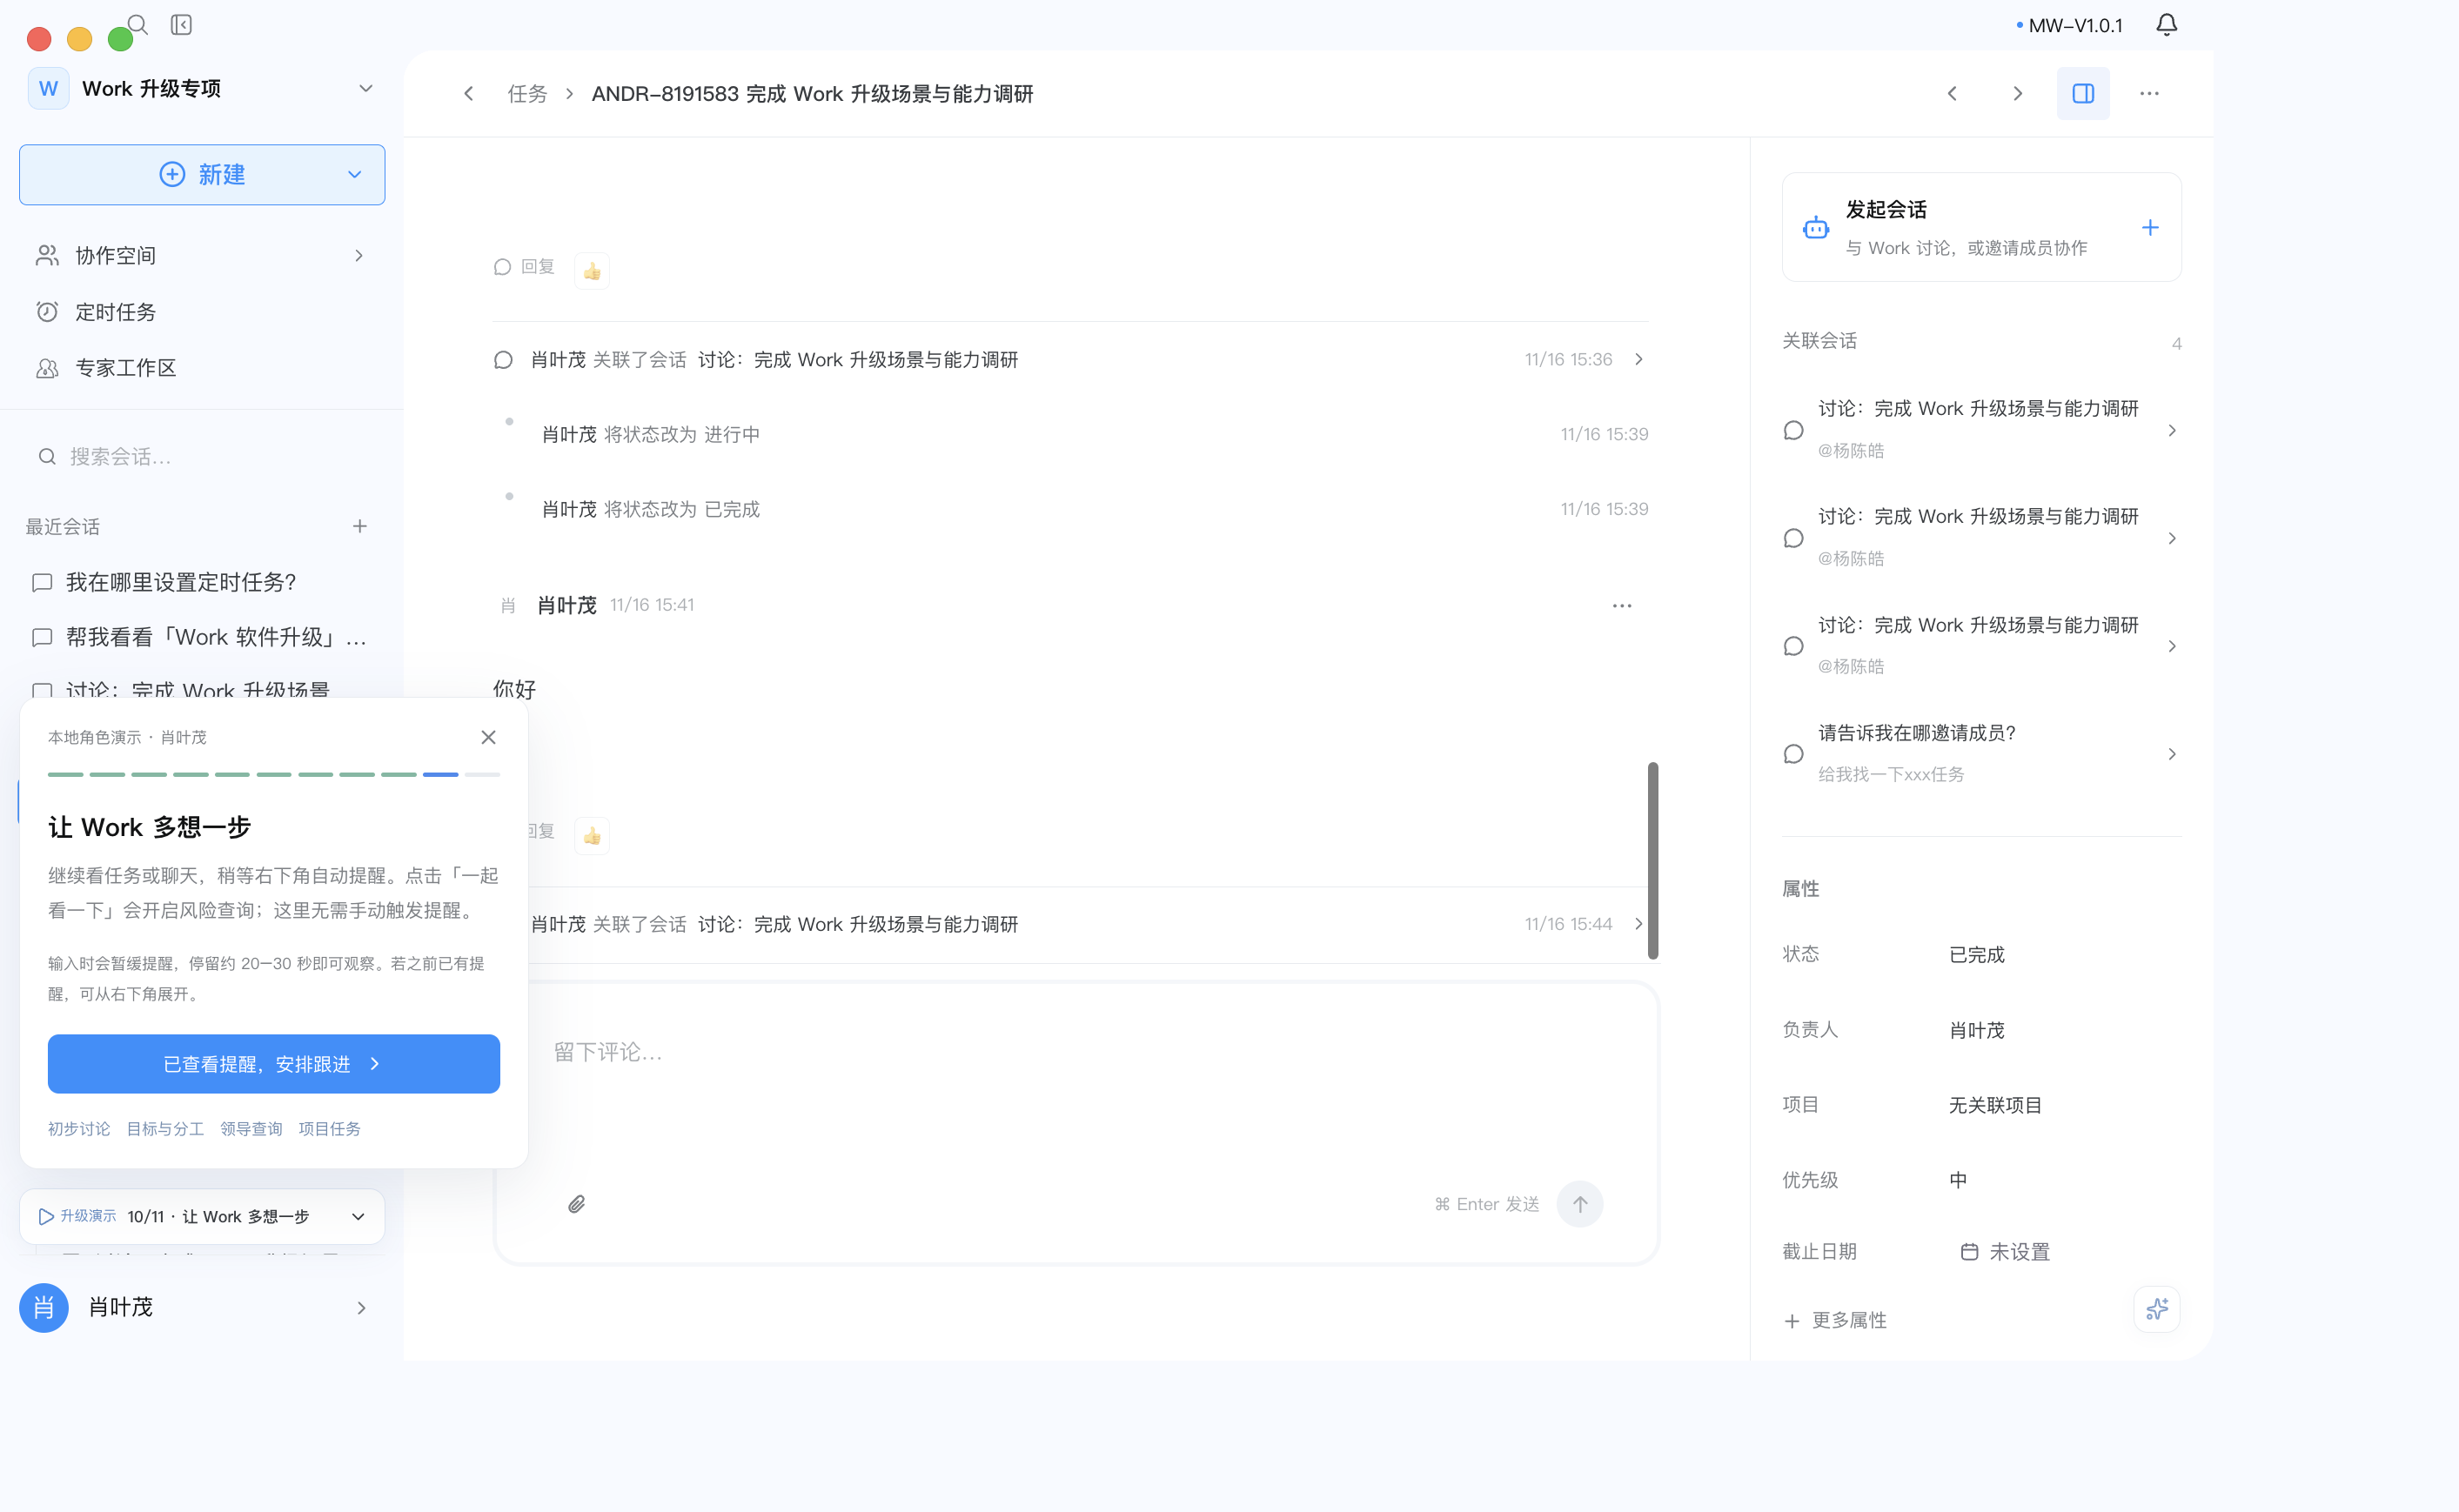 MW-V1.0.1
W Work 升级专项
新建
协作空间
定时任务
专家工作区
搜索会话...
最近会话
我在哪里设置定时任务?
帮我看看「Work 软件升级」...
讨论：完成 Work 升级场景
本地角色演示 · 肖叶茂
让 Work 多想一步
继续看任务或聊天，稍等右下角自动提醒。点击「一起
看一下」会开启风险查询；这里无需手动触发提醒。
输入时会暂缓提醒，停留约 20—30 秒即可观察。若之前已有提
醒，可从右下角展开。
已查看提醒，安排跟进
初步讨论 目标与分工 领导查询 项目任务
升级演示 10/11 · 让 Work 多想一步
肖 肖叶茂
任务 > ANDR-8191583 完成 Work 升级场景与能力调研
回复 👍
肖叶茂 关联了会话 讨论：完成 Work 升级场景与能力调研 11/16 15:36
肖叶茂 将状态改为 进行中 11/16 15:39
肖叶茂 将状态改为 已完成 11/16 15:39
肖 肖叶茂 11/16 15:41
你好
回复 👍
肖叶茂 关联了会话 讨论：完成 Work 升级场景与能力调研 11/16 15:44
留下评论...
⌘ Enter 发送
发起会话
与 Work 讨论，或邀请成员协作
关联会话 4
讨论：完成 Work 升级场景与能力调研
@杨陈皓
讨论：完成 Work 升级场景与能力调研
@杨陈皓
讨论：完成 Work 升级场景与能力调研
@杨陈皓
请告诉我在哪邀请成员?
给我找一下xxx任务
属性
状态 已完成
负责人 肖叶茂
项目 无关联项目
优先级 中
截止日期 未设置
更多属性